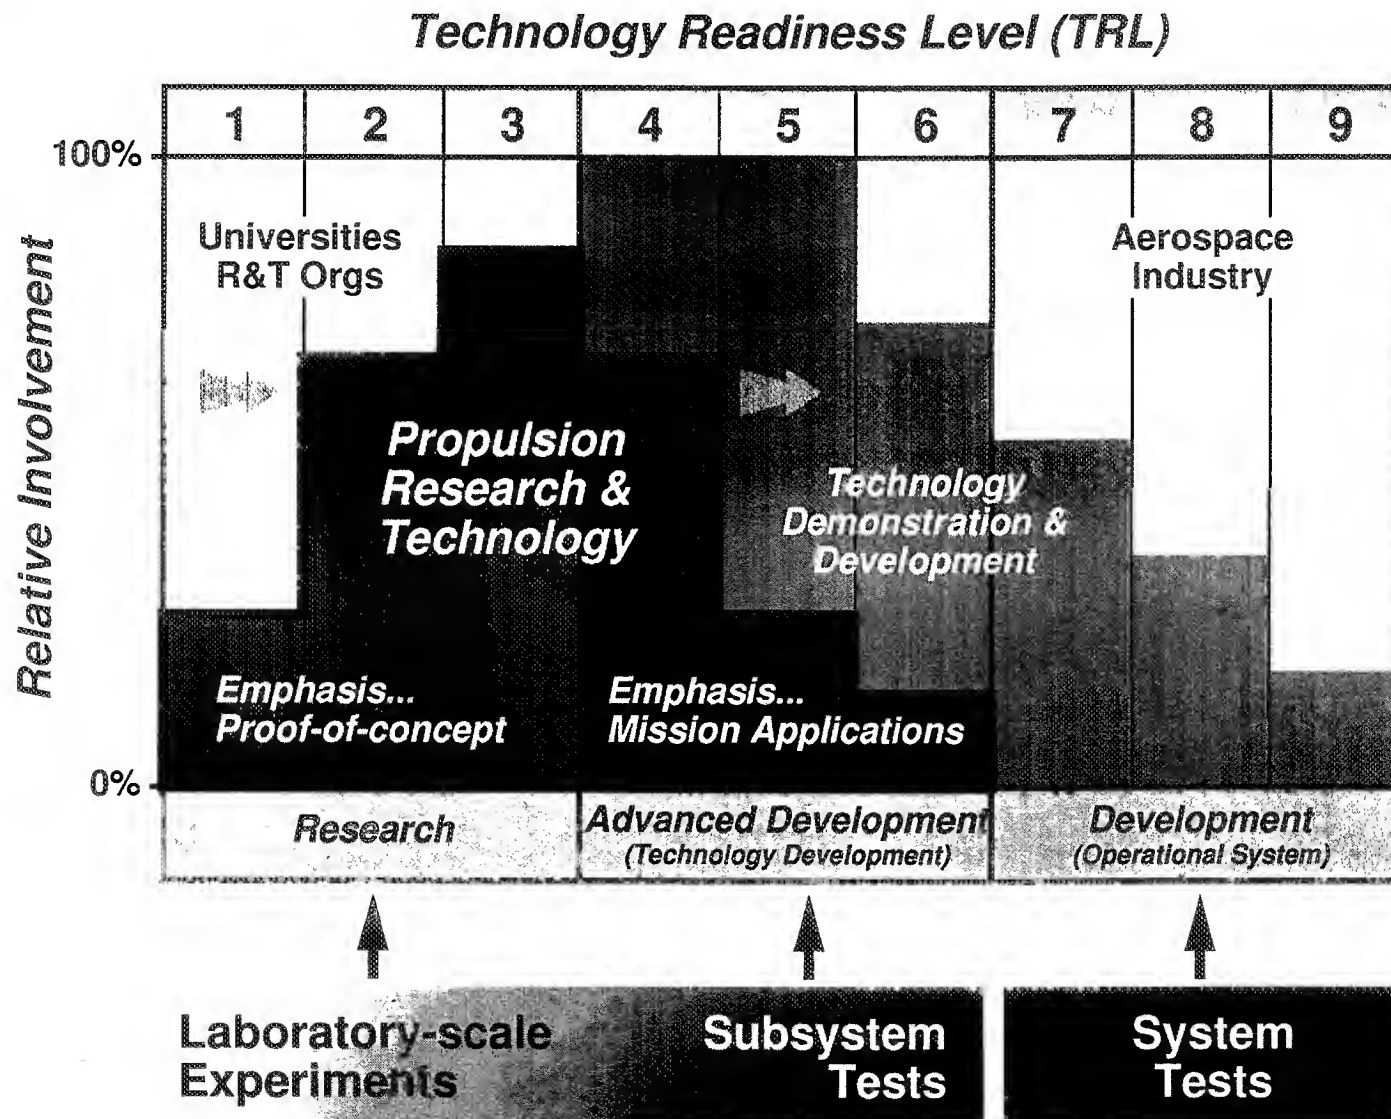 Technology Readiness Level (TRL)
1 2 3 4 5 6 7 8 9
100%
Relative Involvement
Universities
R&T Orgs
Aerospace
Industry
Propulsion
Research &
Technology
Technology
Demonstration &
Development
Emphasis...
Proof-of-concept
Emphasis...
Mission Applications
0%
Research
Advanced Development
(Technology Development)
Development
(Operational System)
Laboratory-scale
Experiments
Subsystem
Tests
System
Tests